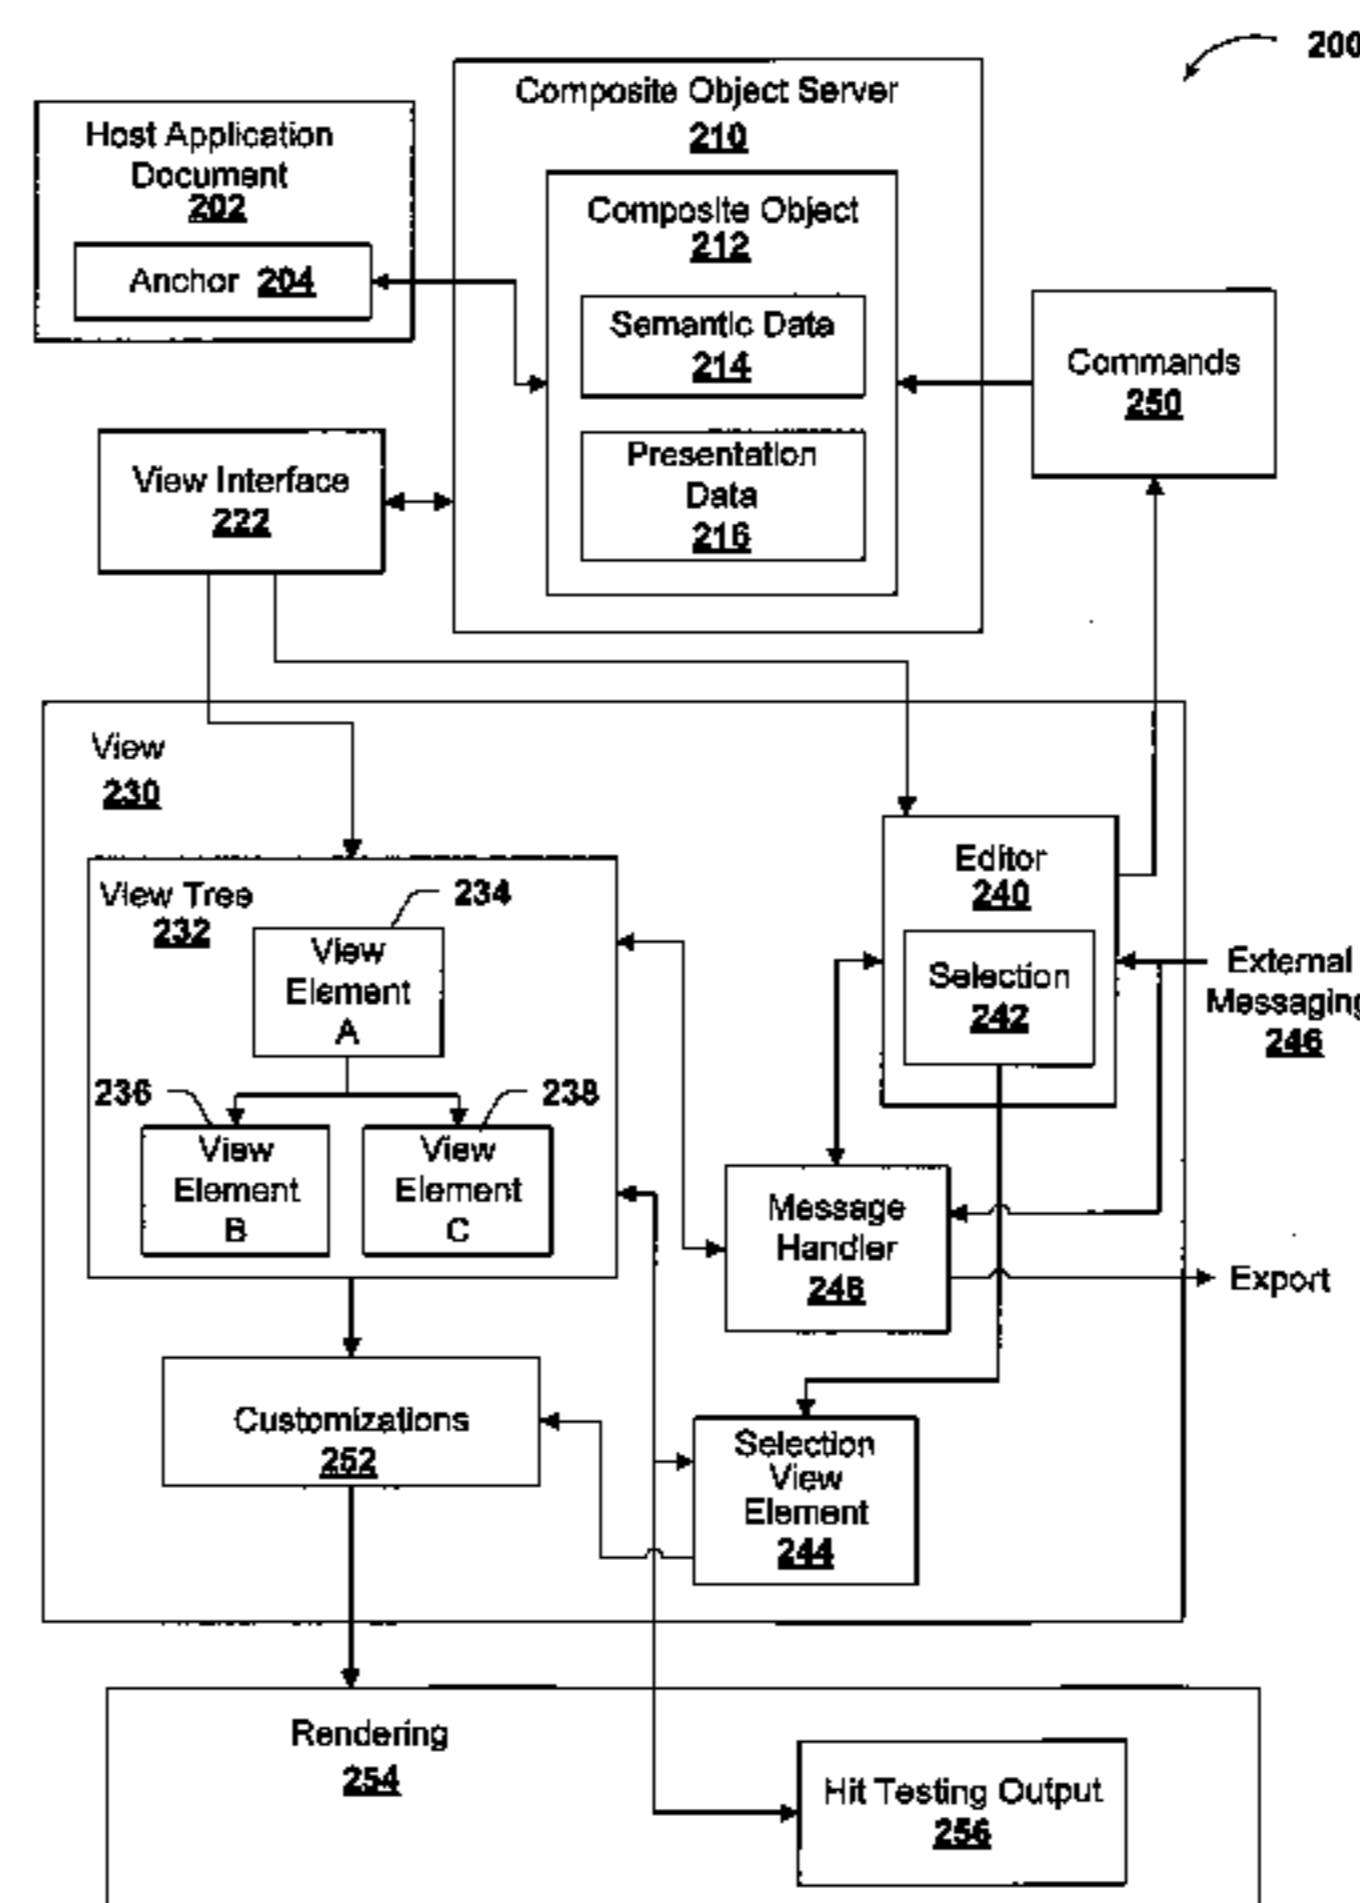 200
Composite Object Server
210
Host Application
Document
202
Anchor 204
Composite Object
212
Semantic Data
214
Presentation
Data
216
Commands
250
View Interface
222
View
230
View Tree
232
234
View
Element
A
236
View
Element
B
238
View
Element
C
Editor
240
Selection
242
External
Messaging
246
Message
Handler
248
Export
Customizations
252
Selection
View
Element
244
Rendering
254
Hit Testing Output
256